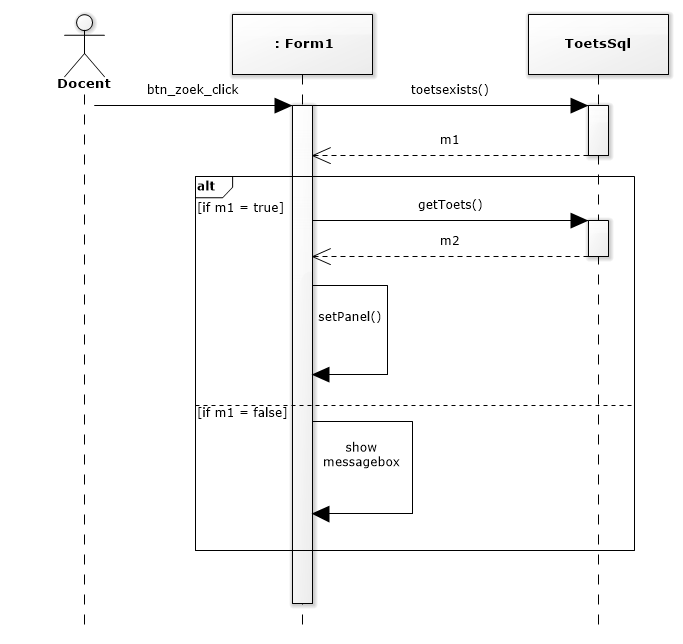 : Form1
ToetsSql
Docent
btn_zoek_click
toetsexists()
m1
alt
[if m1 = true]
getToets()
m2
setPanel()
[if m1 = false]
show
messagebox